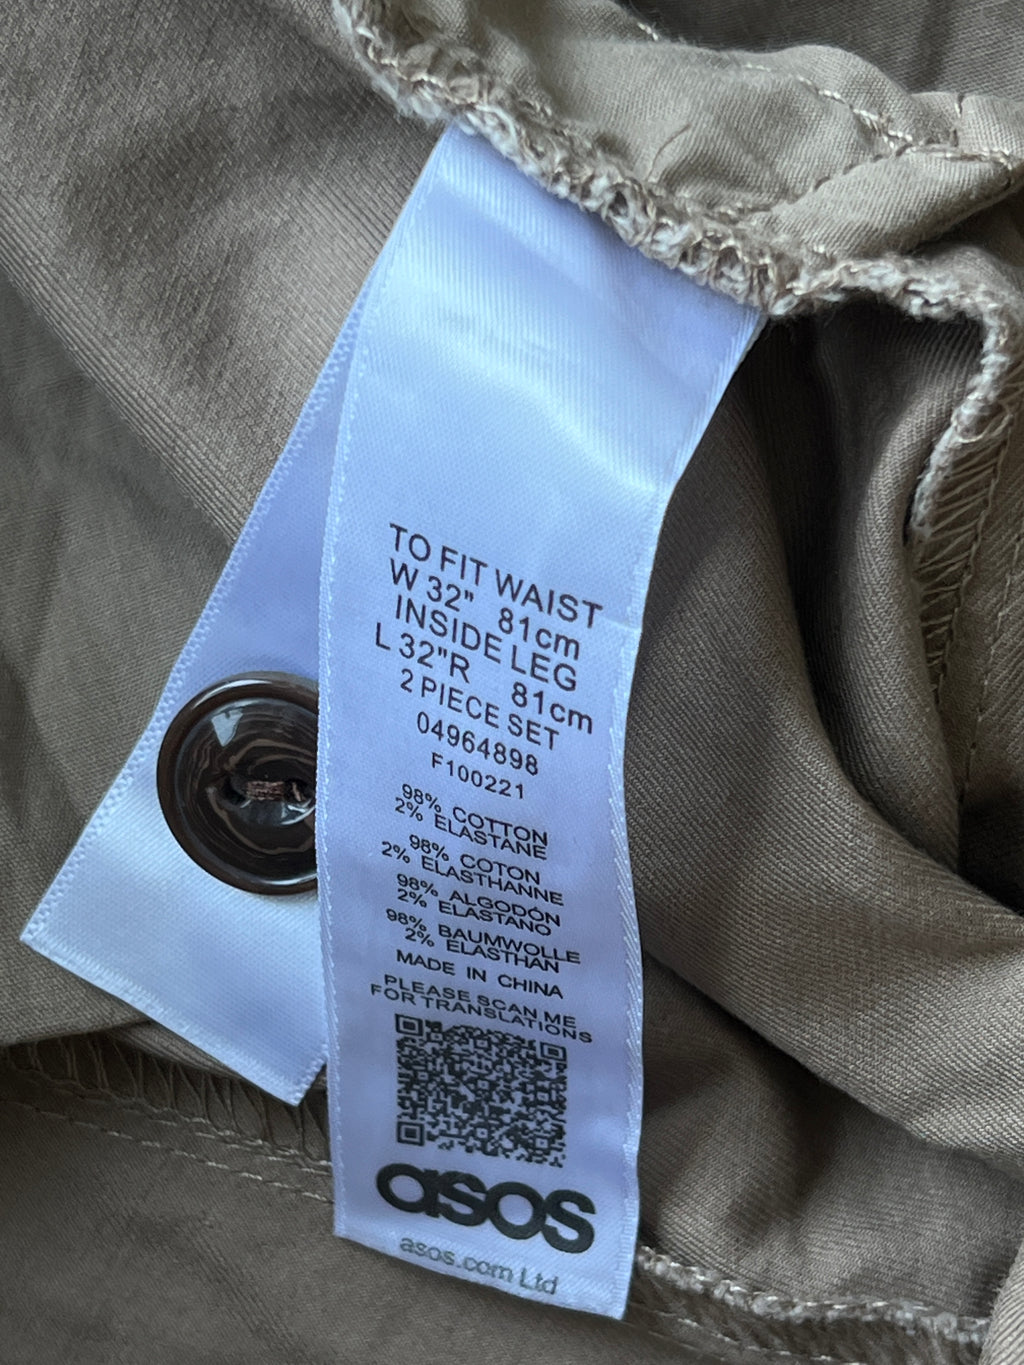 TO FIT WAIST
W 32" 81cm
INSIDE LEG
L 32"R 81cm
2 PIECE SET
04964898
F100221
98% COTTON
2% ELASTANE
98% COTON
2% ELASTHANNE
98% ALGODÓN
2% ELASTANO
98% BAUMWOLLE
2% ELASTHAN
MADE IN CHINA
PLEASE SCAN ME
FOR TRANSLATIONS
asos
asos.com Ltd